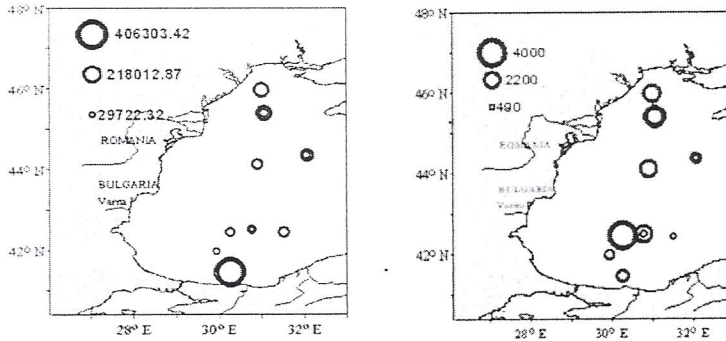 48° N
406303.42
218012.87
46° N
29722.32
ROMANIA
44° N
BULGARIA
Varna
42° N
28° E
30° E
32° E
48° N
4000
2200
46° N
400
ROMANIA
44° N
BULGARIA
Varna
42° N
28° E
30° E
32° E